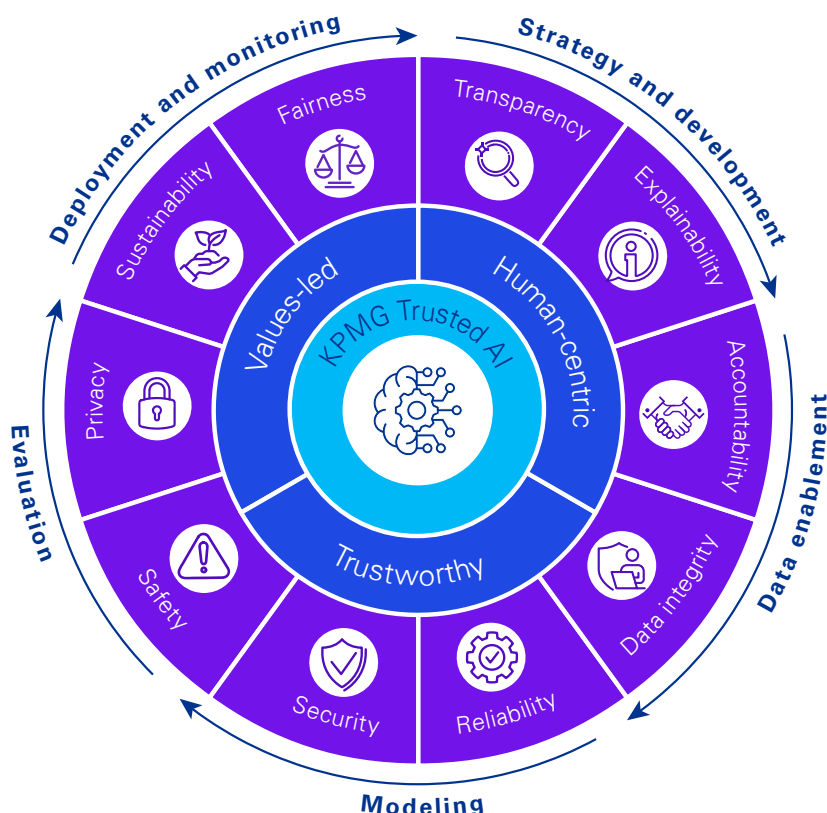 Deployment and monitoring
Strategy and development
Data enablement
Modeling
Evaluation
Fairness
Transparency
Explainability
Accountability
Data integrity
Reliability
Security
Safety
Privacy
Sustainability
Values-led
Human-centric
Trustworthy
KPMG Trusted AI